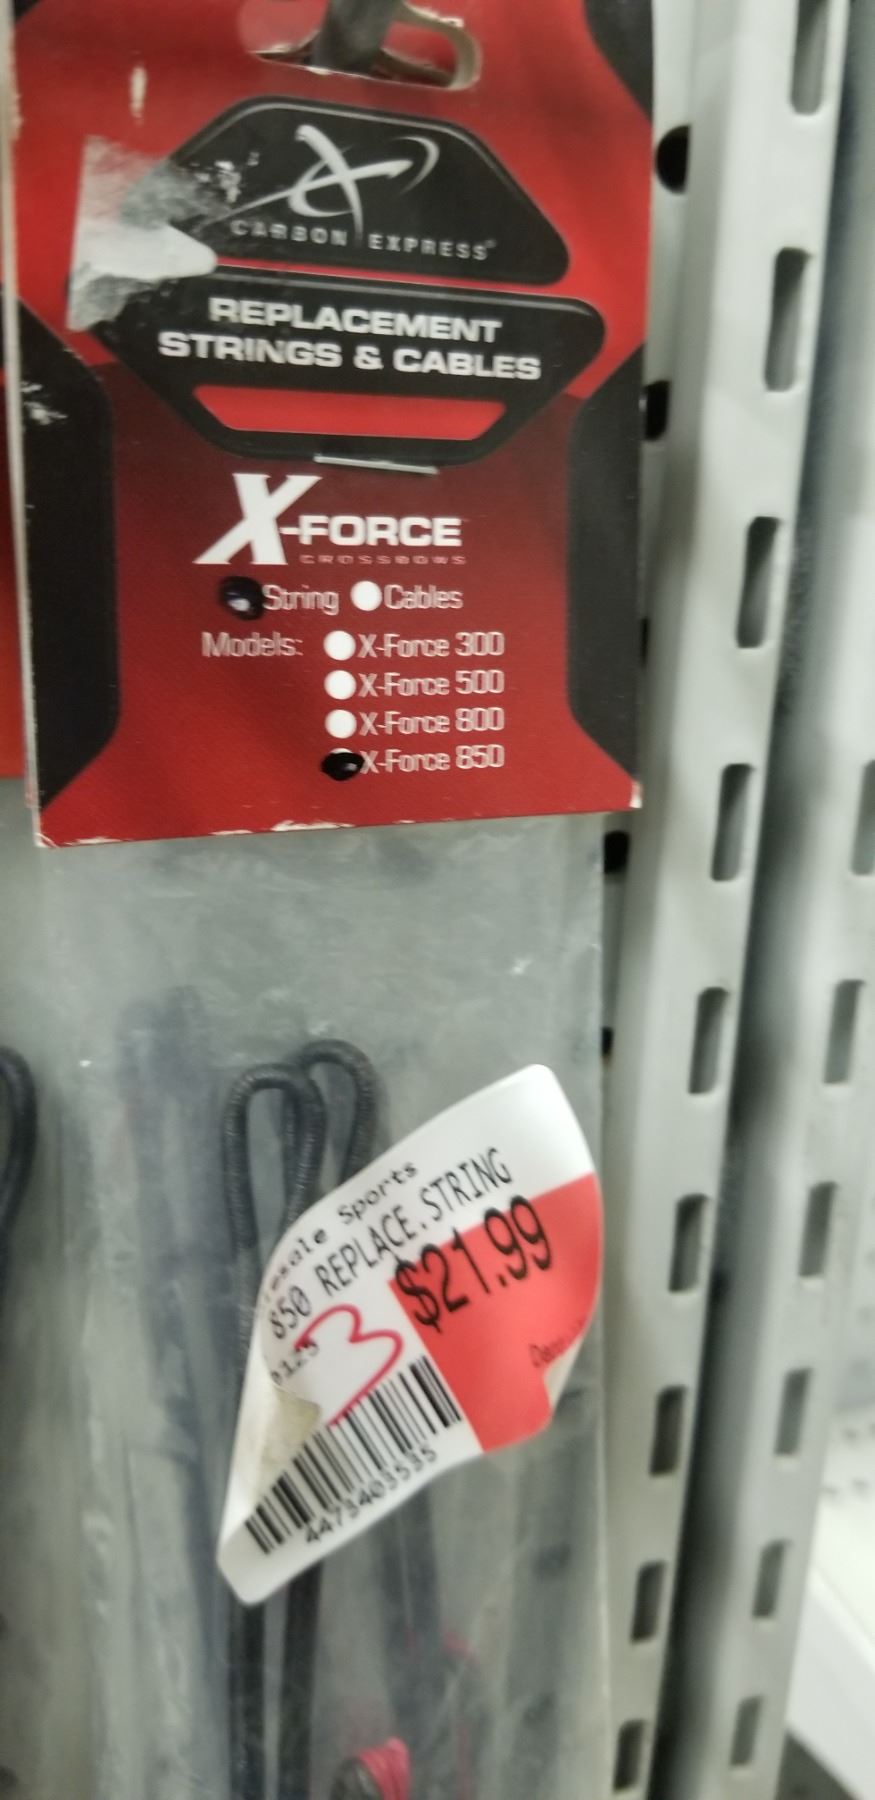 CARBON EXPRESS®
REPLACEMENT
STRINGS & CABLES
X-FORCE
CROSSBOWS
String Cables
Models: X-Force 300
X-Force 500
X-Force 800
X-Force 850
Sports
850 REPLACE.STRING
$21.99
3
4473403535